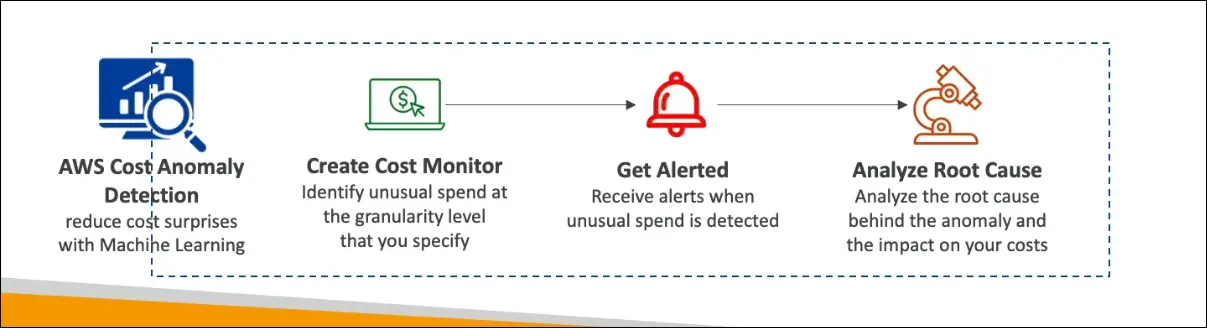 AWS Cost Anomaly
Detection
reduce cost surprises
with Machine Learning
$
Create Cost Monitor
Identify unusual spend at
the granularity level
that you specify
Get Alerted
Receive alerts when
unusual spend is detected
Analyze Root Cause
Analyze the root cause
behind the anomaly and
the impact on your costs